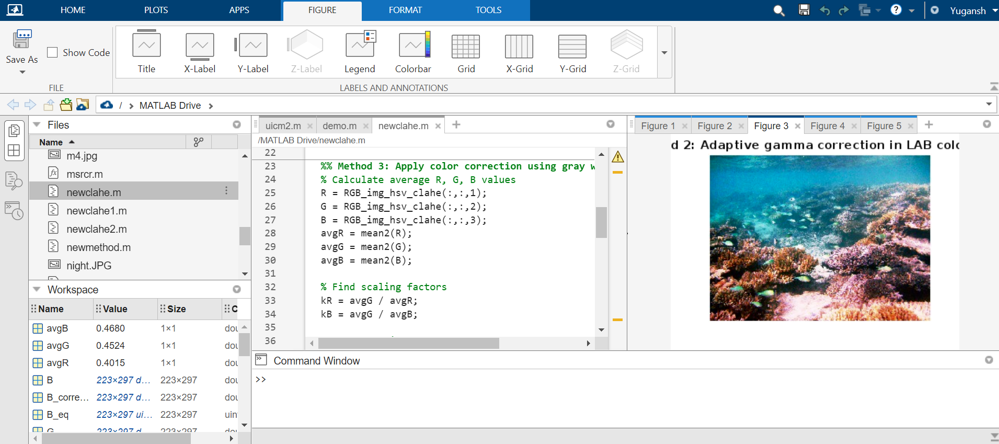 HOME PLOTS APPS FIGURE FORMAT TOOLS Yugansh
Save As
Show Code
Title X-Label Y-Label Z-Label Legend Colorbar Grid X-Grid Y-Grid Z-Grid
FILE LABELS AND ANNOTATIONS
/ > MATLAB Drive >
Files
Name
m4.jpg
msrcr.m
newclahe.m
newclahe1.m
newclahe2.m
newmethod.m
night.JPG
Workspace
Name Value Size C
avgB 0.4680 1×1 dou
avgG 0.4524 1×1 dou
avgR 0.4015 1×1 dou
B 223×297 d... 223×297 dou
B_corre... 223×297 d... 223×297 dou
B_eq 223×297 ui... 223×297 uin
G 223×297 d... 223×297 dou
uicm2.m demo.m newclahe.m
/MATLAB Drive/newclahe.m
22
23 %% Method 3: Apply color correction using gray w
24 % Calculate average R, G, B values
25 R = RGB_img_hsv_clahe(:,:,1);
26 G = RGB_img_hsv_clahe(:,:,2);
27 B = RGB_img_hsv_clahe(:,:,3);
28 avgR = mean2(R);
29 avgG = mean2(G);
30 avgB = mean2(B);
31
32 % Find scaling factors
33 kR = avgG / avgR;
34 kB = avgG / avgB;
35
36
Figure 1 Figure 2 Figure 3 Figure 4 Figure 5
d 2: Adaptive gamma correction in LAB colo
Command Window
>>